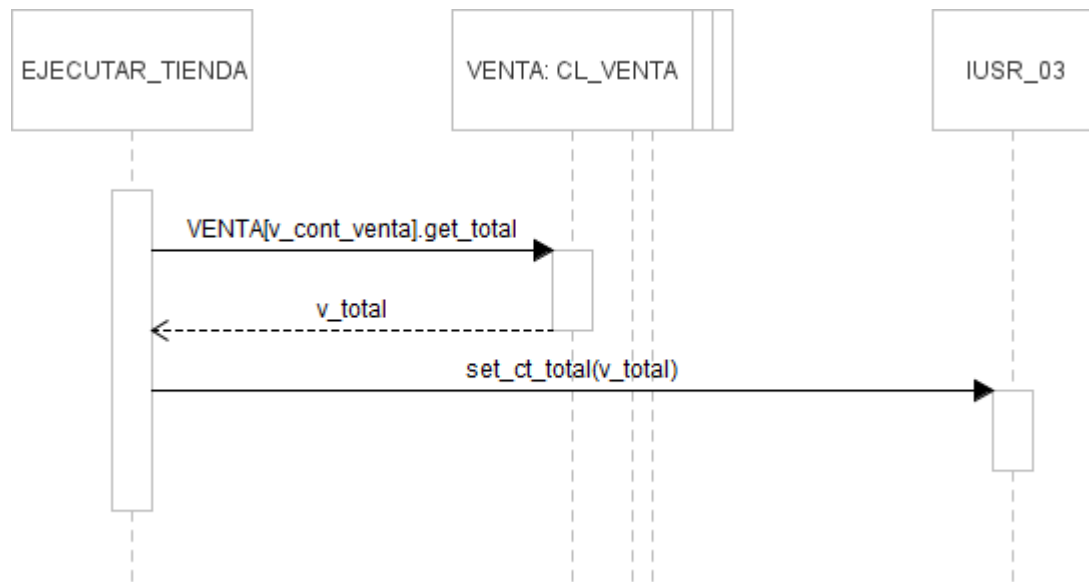 EJECUTAR_TIENDA
VENTA: CL_VENTA
IUSR_03
VENTA[v_cont_venta].get_total
v_total
set_ct_total(v_total)